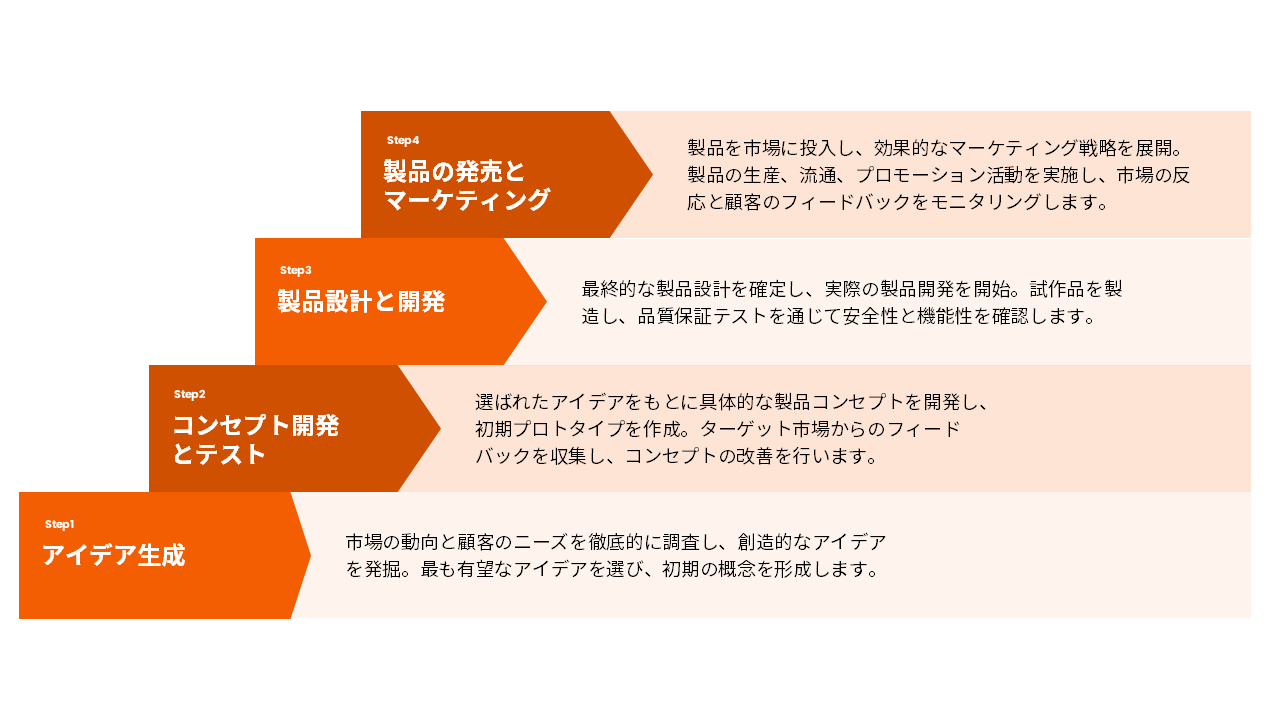 Step4
製品の発売と
マーケティング
製品を市場に投入し、効果的なマーケティング戦略を展開。
製品の生産、流通、プロモーション活動を実施し、市場の反
応と顧客のフィードバックをモニタリングします。
Step3
製品設計と開発
最終的な製品設計を確定し、実際の製品開発を開始。試作品を製
造し、品質保証テストを通じて安全性と機能性を確認します。
Step2
コンセプト開発
とテスト
選ばれたアイデアをもとに具体的な製品コンセプトを開発し、
初期プロトタイプを作成。ターゲット市場からのフィード
バックを収集し、コンセプトの改善を行います。
Step1
アイデア生成
市場の動向と顧客のニーズを徹底的に調査し、創造的なアイデア
を発掘。最も有望なアイデアを選び、初期の概念を形成します。